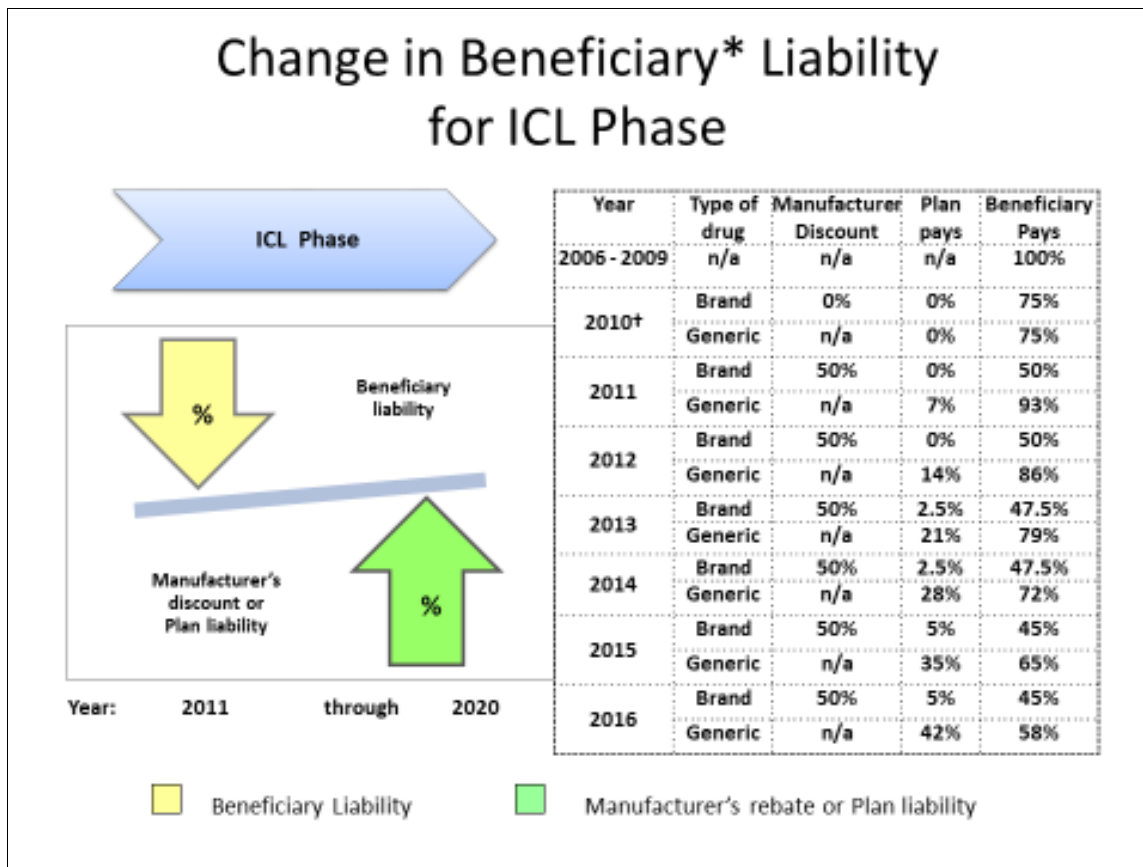 Change in Beneficiary* Liability
for ICL Phase
ICL Phase
%
Beneficiary
liability
Manufacturer's
discount or
Plan liability
%
Year: 2011 through 2020
Year Type of drug Manufacturer Discount Plan pays Beneficiary Pays
2006 - 2009 n/a n/a n/a 100%
2010† Brand 0% 0% 75%
Generic n/a 0% 75%
2011 Brand 50% 0% 50%
Generic n/a 7% 93%
2012 Brand 50% 0% 50%
Generic n/a 14% 86%
2013 Brand 50% 2.5% 47.5%
Generic n/a 21% 79%
2014 Brand 50% 2.5% 47.5%
Generic n/a 28% 72%
2015 Brand 50% 5% 45%
Generic n/a 35% 65%
2016 Brand 50% 5% 45%
Generic n/a 42% 58%
Beneficiary Liability
Manufacturer's rebate or Plan liability